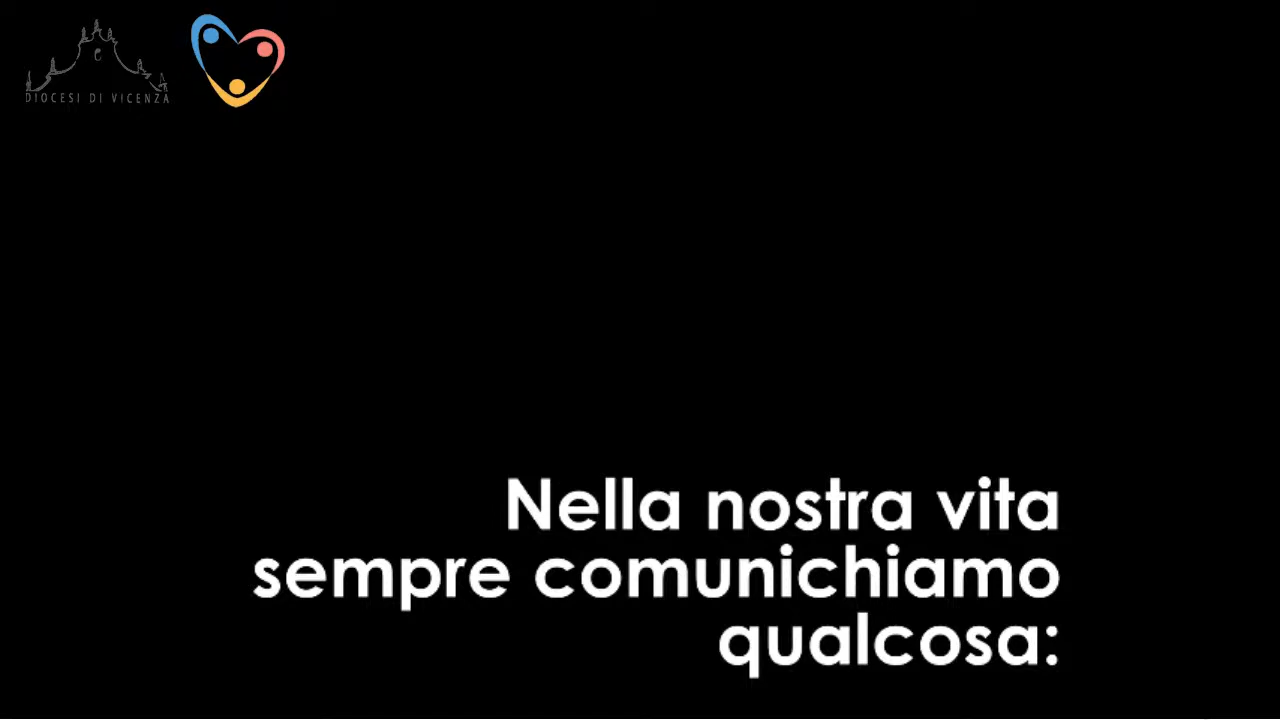 DIOCESI DI VICENZA
Nella nostra vita
sempre comunichiamo
qualcosa: